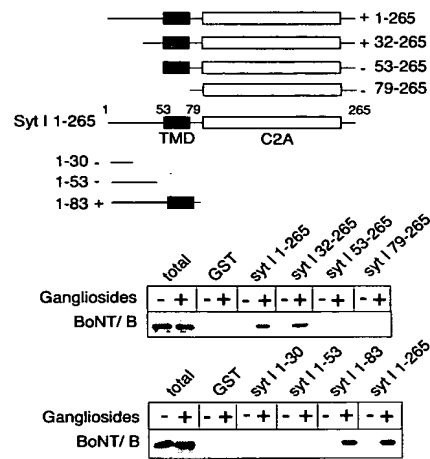 + 1-265
+ 32-265
- 53-265
- 79-265
1 53 79 265
Syt I 1-265
TMD C2A
1-30 -
1-53 -
1-83 +
total GST syt I 1-265 syt I 32-265 syt I 53-265 syt I 79-265
Gangliosides - + - + - + - + - + - +
BoNT/ B
total GST syt I 1-30 syt I 1-53 syt I 1-83 syt I 1-265
Gangliosides - + - + - + - + - + - +
BoNT/ B